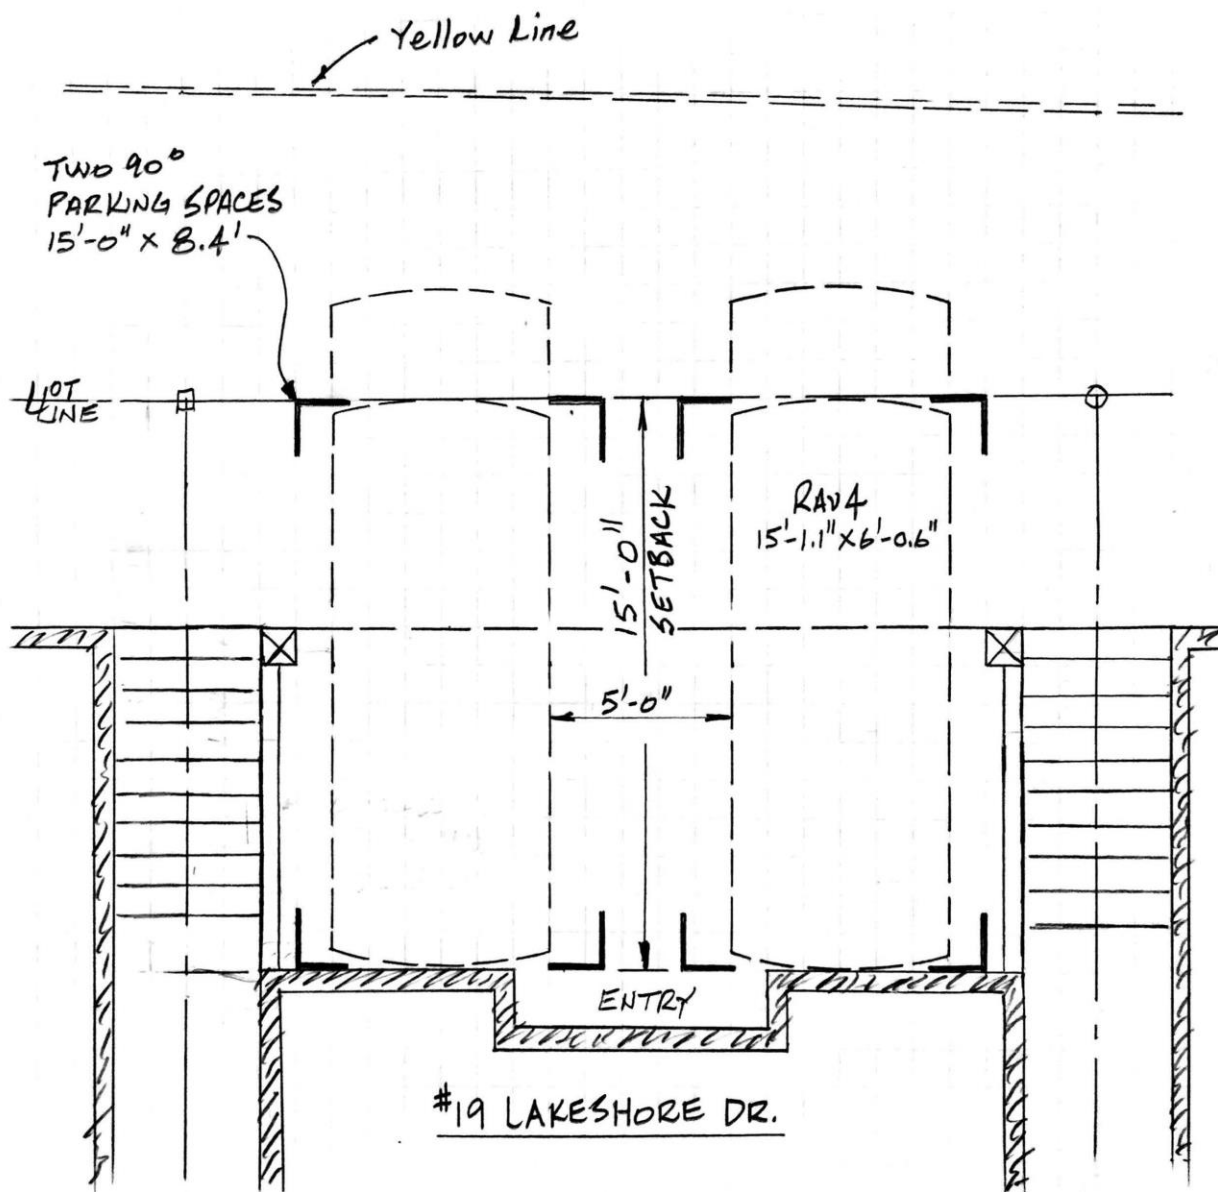 Yellow Line
TWO 90°
PARKING SPACES
15'-0" X 8.4'
LOT
LINE
RAV4
15'-1.1" X 6'-0.6"
15'-0"
SETBACK
5'-0"
ENTRY
#19 LAKESHORE DR.